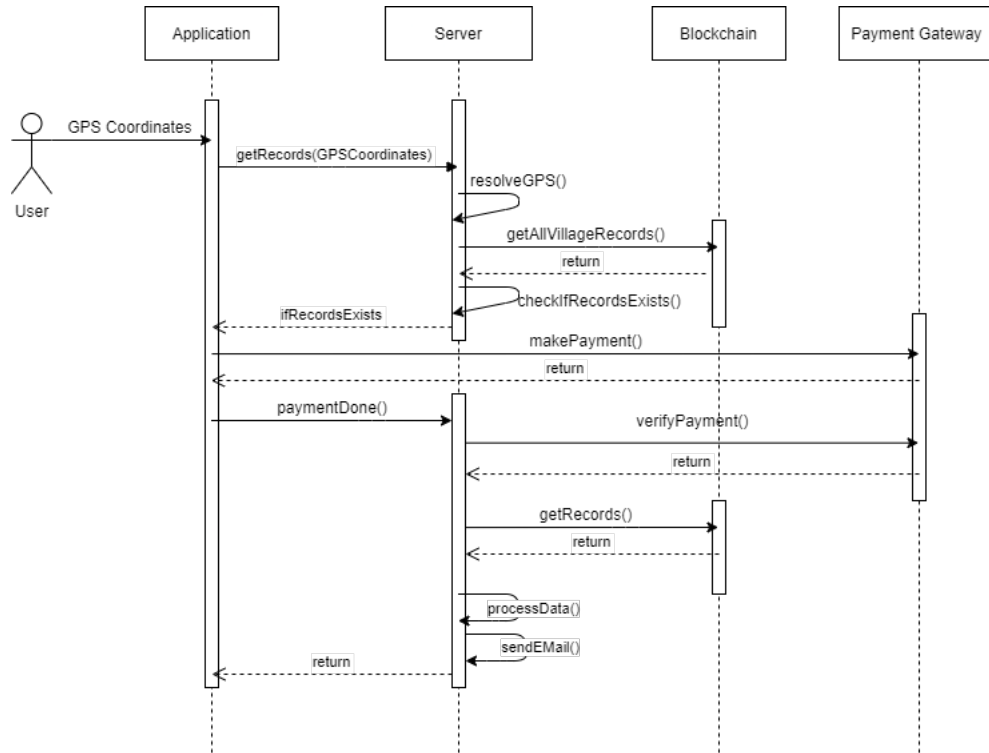 Application
Server
Blockchain
Payment Gateway
GPS Coordinates
getRecords(GPSCoordinates)
resolveGPS()
User
getAllVillageRecords()
return
checkIfRecordsExists()
ifRecordsExists
makePayment()
return
paymentDone()
verifyPayment()
return
getRecords()
return
processData()
sendEMail()
return